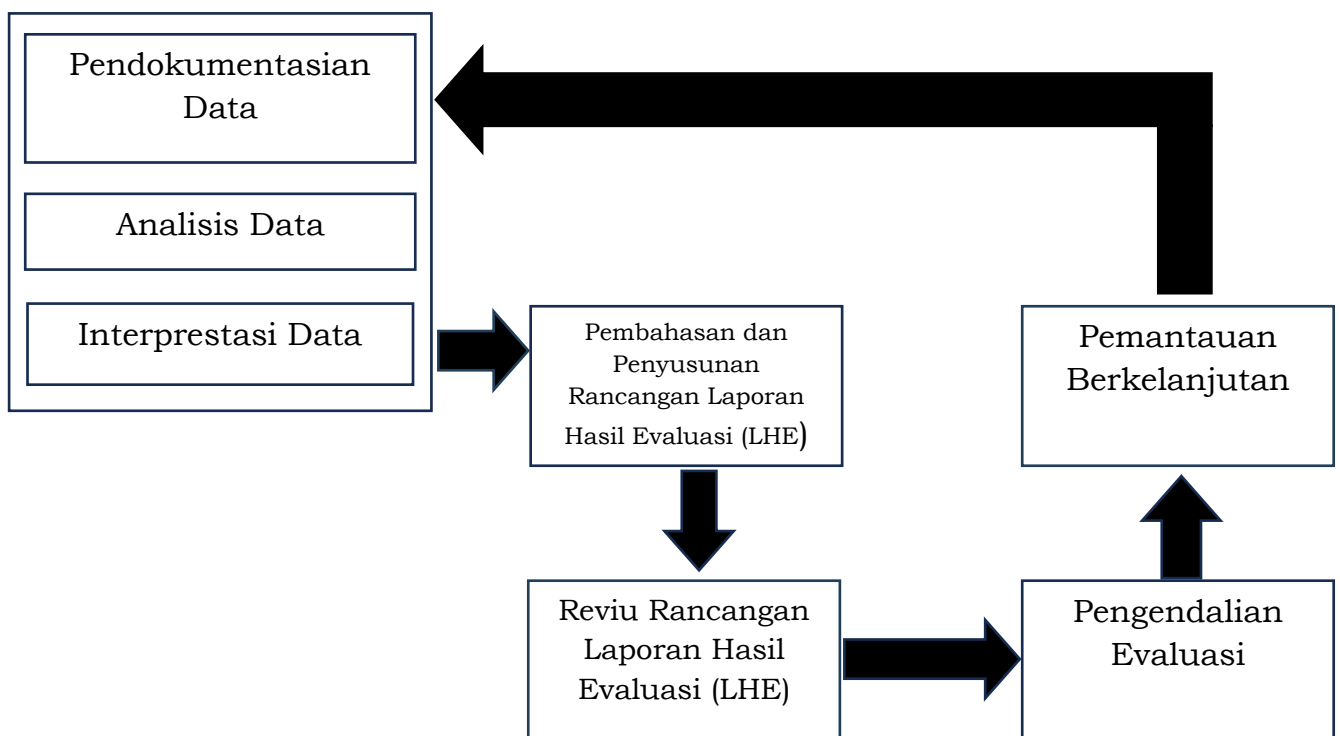 Pendokumentasian
Data
Analisis Data
Interprestasi Data
Pembahasan dan
Penyusunan
Rancangan Laporan
Hasil Evaluasi (LHE)
Pemantauan
Berkelanjutan
Reviu Rancangan
Laporan Hasil
Evaluasi (LHE)
Pengendalian
Evaluasi